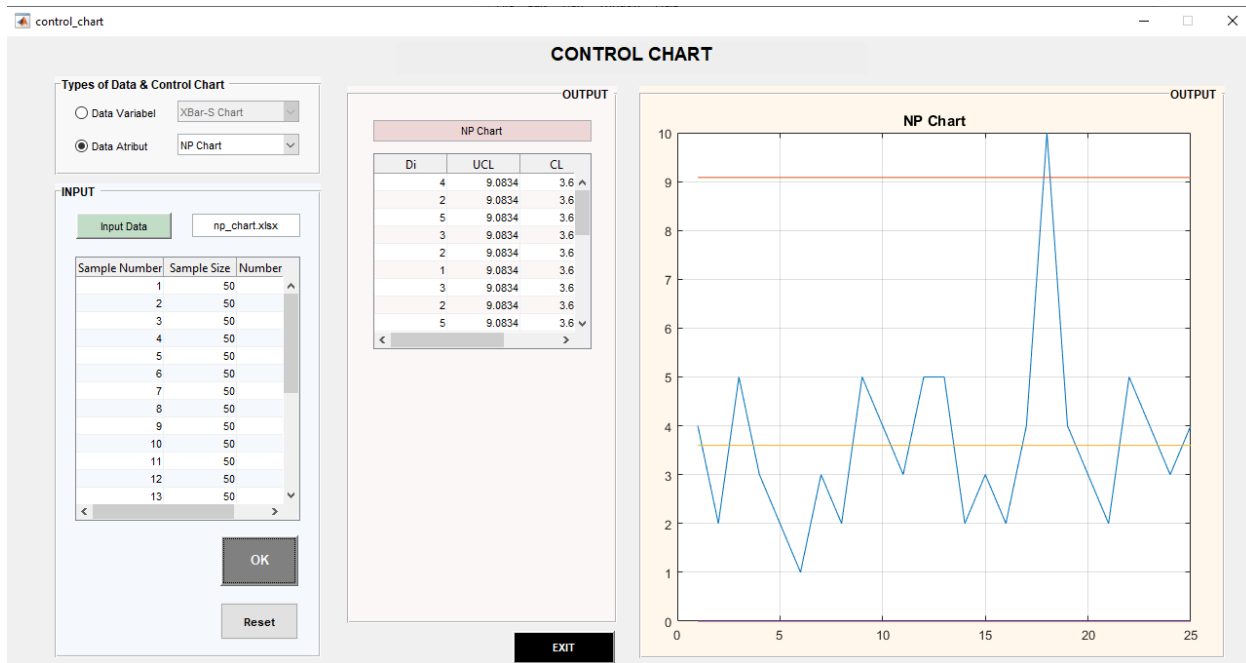 control_chart
CONTROL CHART
Types of Data & Control Chart
Data Variabel
XBar-S Chart
Data Atribut
NP Chart
INPUT
Input Data
np_chart.xlsx
Sample Number Sample Size Number
1 50
2 50
3 50
4 50
5 50
6 50
7 50
8 50
9 50
10 50
11 50
12 50
13 50
OK
Reset
OUTPUT
NP Chart
Di UCL CL
4 9.0834 3.6
2 9.0834 3.6
5 9.0834 3.6
3 9.0834 3.6
2 9.0834 3.6
1 9.0834 3.6
3 9.0834 3.6
2 9.0834 3.6
5 9.0834 3.6
EXIT
OUTPUT
NP Chart
10
9
8
7
6
5
4
3
2
1
0
0 5 10 15 20 25